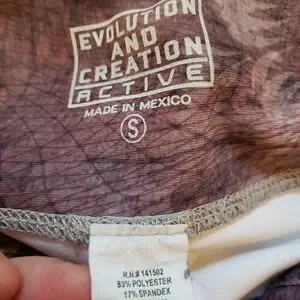 EVOLUTION
AND
CREATION
ACTIVE
MADE IN MEXICO
S
R.N.# 141502
83% POLYESTER
17% SPANDEX